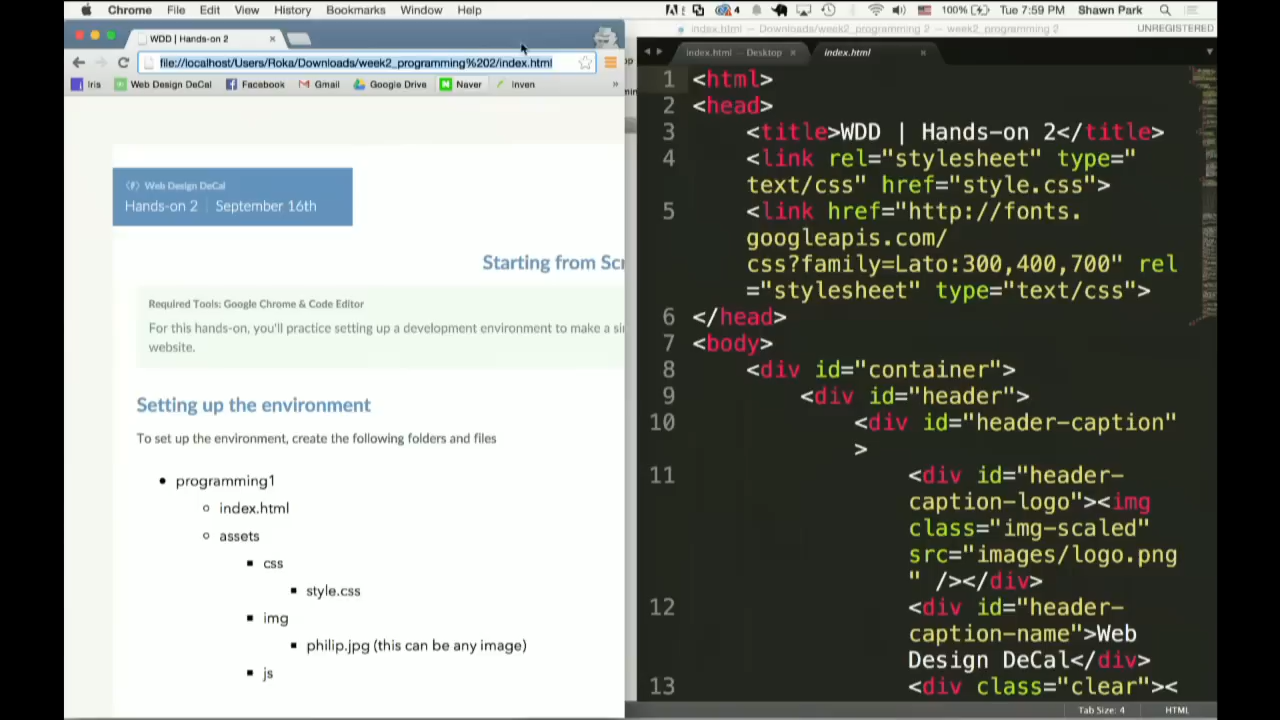 Chrome File Edit View History Bookmarks Window Help
4 100% Tue 7:59 PM Shawn Park
WDD | Hands-on 2
index.html — Downloads/week2_programming 2 — week2_programming 2
UNREGISTERED
file://localhost/Users/Roka/Downloads/week2_programming%202/index.html
index.html — Desktop
index.html
Iris Web Design DeCal Facebook Gmail Google Drive Naver Inven »
Web Design DeCal
Hands-on 2 | September 16th
Starting from Scr
Required Tools: Google Chrome & Code Editor
For this hands-on, you'll practice setting up a development environment to make a si
website.
Setting up the environment
To set up the environment, create the following folders and files
programming1
index.html
assets
css
style.css
img
philip.jpg (this can be any image)
js
1 <html>
2 <head>
3 <title>WDD | Hands-on 2</title>
4 <link rel="stylesheet" type="
text/css" href="style.css">
5 <link href="http://fonts.
googleapis.com/
css?family=Lato:300,400,700" rel
="stylesheet" type="text/css">
6 </head>
7 <body>
8 <div id="container">
9 <div id="header">
10 <div id="header-caption"
>
11 <div id="header-
caption-logo"><img
class="img-scaled"
src="images/logo.png
" /></div>
12 <div id="header-
caption-name">Web
Design DeCal</div>
13 <div class="clear"><
Tab Size: 4 HTML